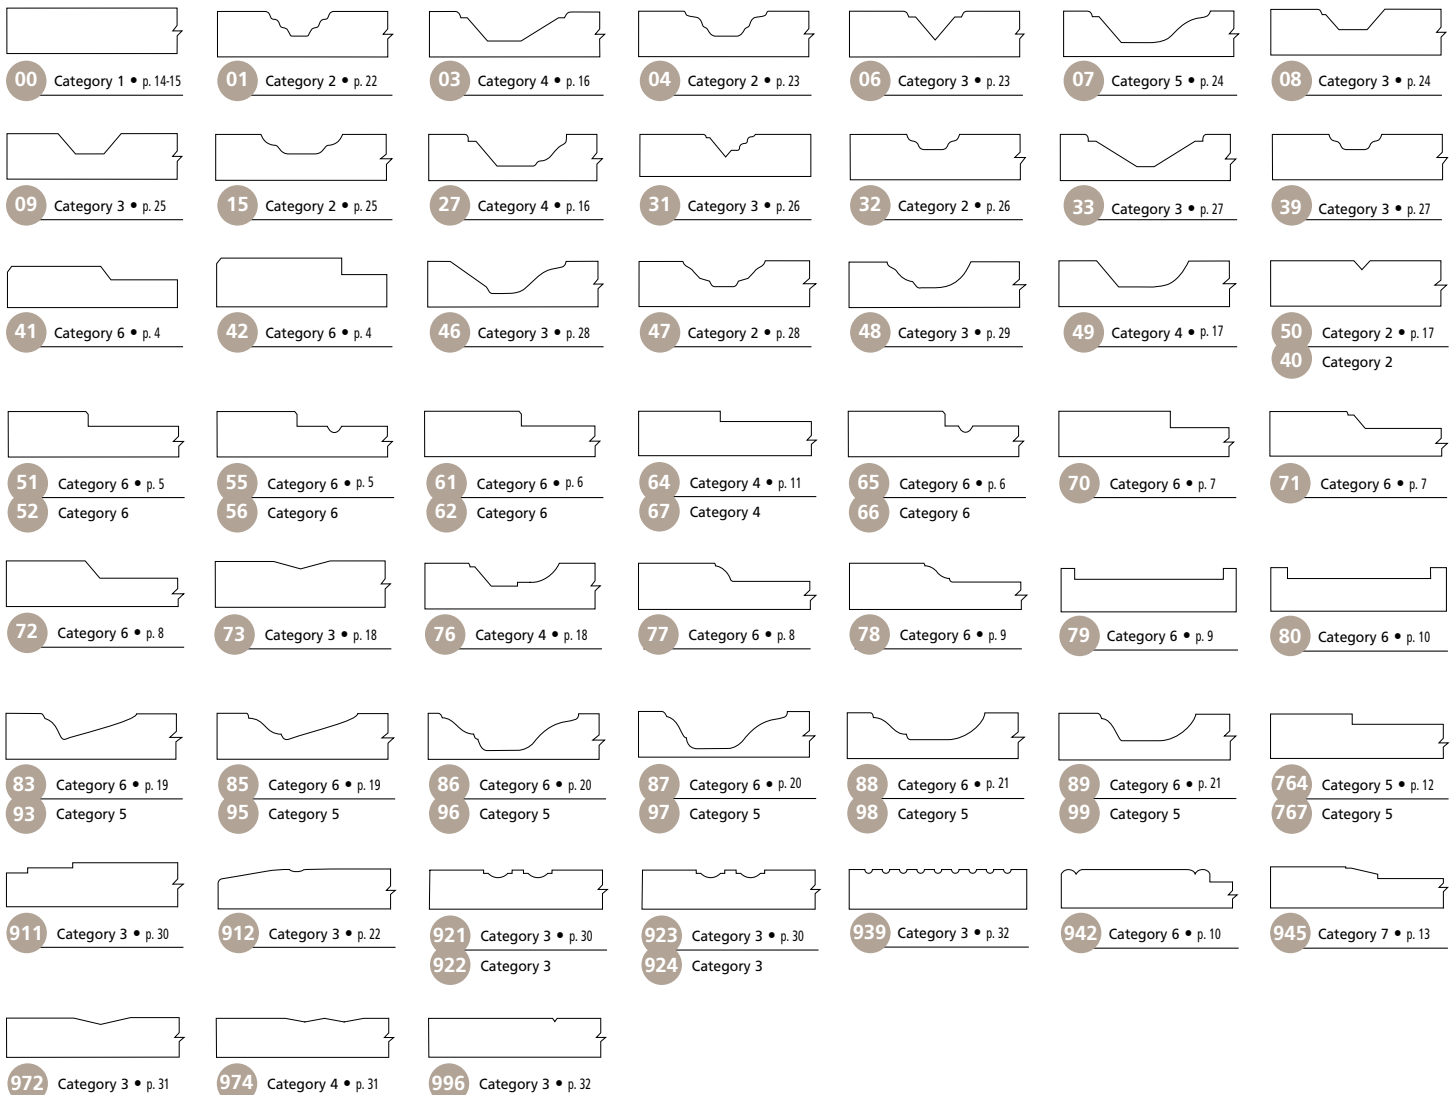 00 Category 1 • p. 14-15
01 Category 2 • p. 22
03 Category 4 • p. 16
04 Category 2 • p. 23
06 Category 3 • p. 23
07 Category 5 • p. 24
08 Category 3 • p. 24
09 Category 3 • p. 25
15 Category 2 • p. 25
27 Category 4 • p. 16
31 Category 3 • p. 26
32 Category 2 • p. 26
33 Category 3 • p. 27
39 Category 3 • p. 27
41 Category 6 • p. 4
42 Category 6 • p. 4
46 Category 3 • p. 28
47 Category 2 • p. 28
48 Category 3 • p. 29
49 Category 4 • p. 17
50 Category 2 • p. 17
40 Category 2
51 Category 6 • p. 5
52 Category 6
55 Category 6 • p. 5
56 Category 6
61 Category 6 • p. 6
62 Category 6
64 Category 4 • p. 11
67 Category 4
65 Category 6 • p. 6
66 Category 6
70 Category 6 • p. 7
71 Category 6 • p. 7
72 Category 6 • p. 8
73 Category 3 • p. 18
76 Category 4 • p. 18
77 Category 6 • p. 8
78 Category 6 • p. 9
79 Category 6 • p. 9
80 Category 6 • p. 10
83 Category 6 • p. 19
93 Category 5
85 Category 6 • p. 19
95 Category 5
86 Category 6 • p. 20
96 Category 5
87 Category 6 • p. 20
97 Category 5
88 Category 6 • p. 21
98 Category 5
89 Category 6 • p. 21
99 Category 5
764 Category 5 • p. 12
767 Category 5
911 Category 3 • p. 30
912 Category 3 • p. 22
921 Category 3 • p. 30
922 Category 3
923 Category 3 • p. 30
924 Category 3
939 Category 3 • p. 32
942 Category 6 • p. 10
945 Category 7 • p. 13
972 Category 3 • p. 31
974 Category 4 • p. 31
996 Category 3 • p. 32